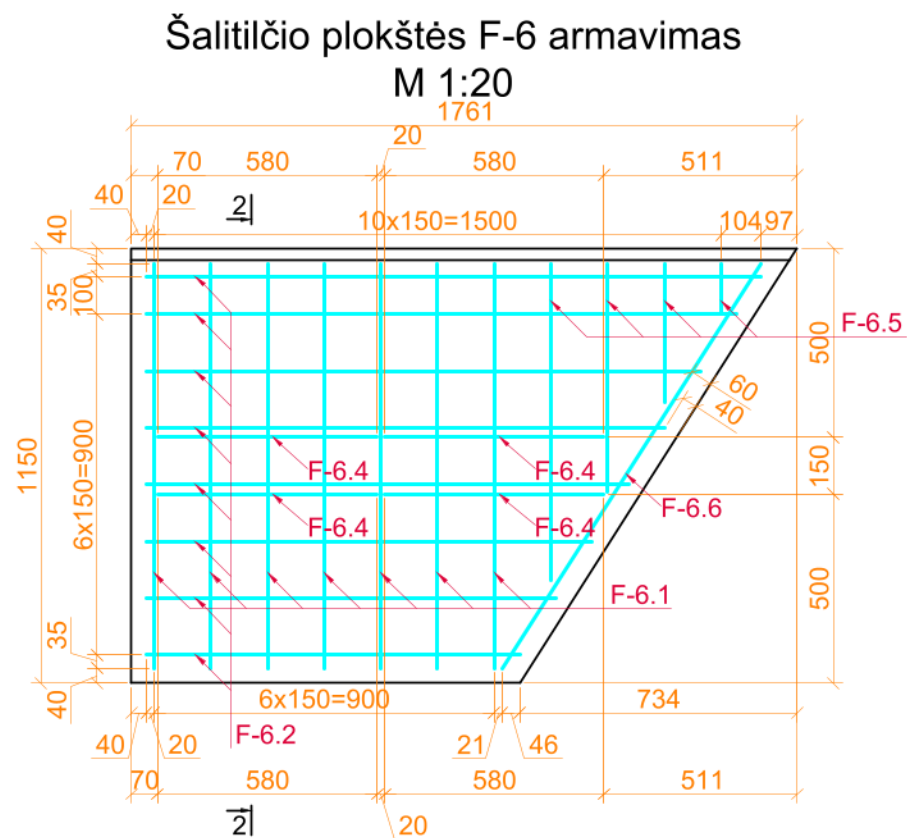 Šalitilčio plokštės F-6 armavimas
M 1:20
1761
20
70 580 580 511
40 20 2 10x150=1500 10497
40
35 100
F-6.5
500
60
40
1150
6x150=900
F-6.4 F-6.4
150
F-6.4 F-6.4
F-6.6
F-6.1
500
35
40
6x150=900 734
F-6.2
40 20 21 46
70 580 580 511
2 20